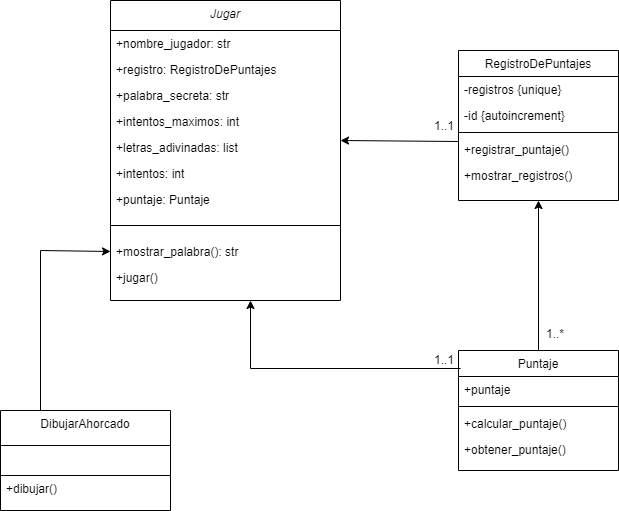 Jugar
+nombre_jugador: str
+registro: RegistroDePuntajes
+palabra_secreta: str
+intentos_maximos: int
+letras_adivinadas: list
+intentos: int
+puntaje: Puntaje
+mostrar_palabra(): str
+jugar()
RegistroDePuntajes
-registros {unique}
-id {autoincrement}
+registrar_puntaje()
+mostrar_registros()
1..1
1..*
1..1
Puntaje
+puntaje
+calcular_puntaje()
+obtener_puntaje()
DibujarAhorcado
+dibujar()